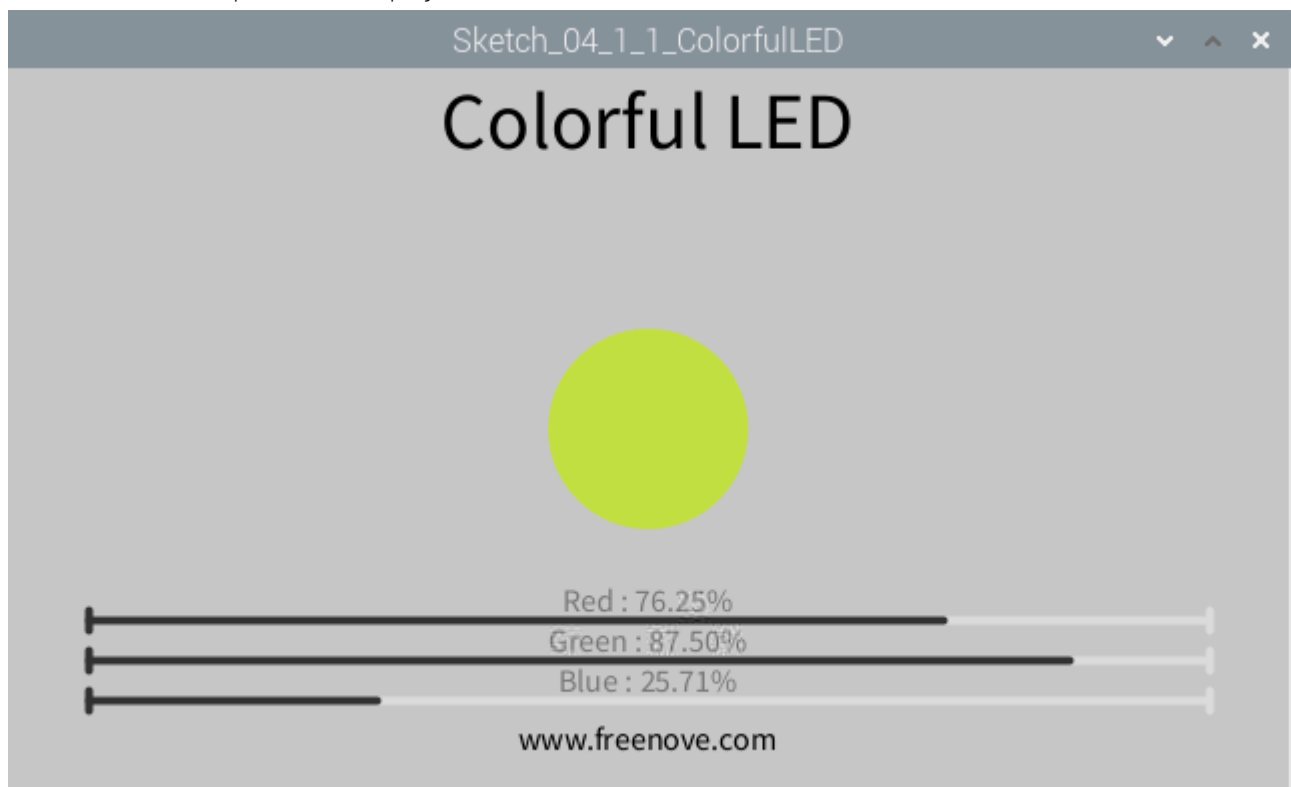 Sketch_04_1_1_ColorfulLED
Colorful LED
Red : 76.25%
Green : 87.50%
Blue : 25.71%
www.freenove.com